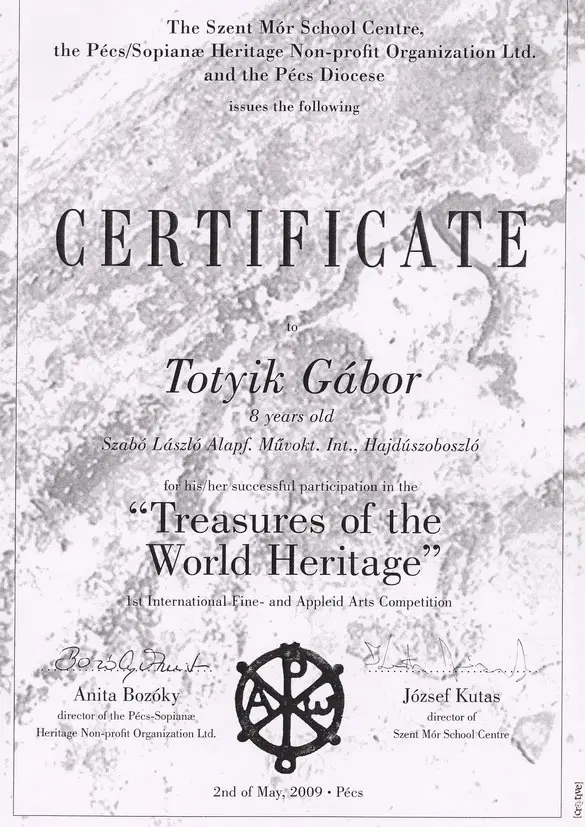 The Szent Mór School Centre,
the Pécs/Sopianæ Heritage Non-profit Organization Ltd.
and the Pécs Diocese
issues the following
CERTIFICATE
to
Totyik Gábor
8 years old
Szabó László Alapf. Művokt. Int., Hajdúszoboszló
for his/her successful participation in the
“Treasures of the
World Heritage”
1st International Fine- and Appleid Arts Competition
Anita Bozóky
director of the Pécs-Sopianæ
Heritage Non-profit Organization Ltd.
A P ω
József Kutas
director of
Szent Mór School Centre
2nd of May, 2009 • Pécs